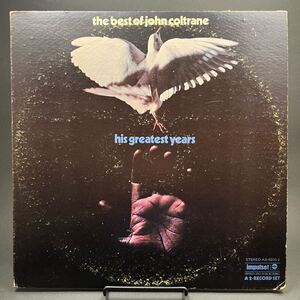 the best of john coltrane
his greatest years
STEREO AS-9200-2
impulse!
A 2-RECORD SET